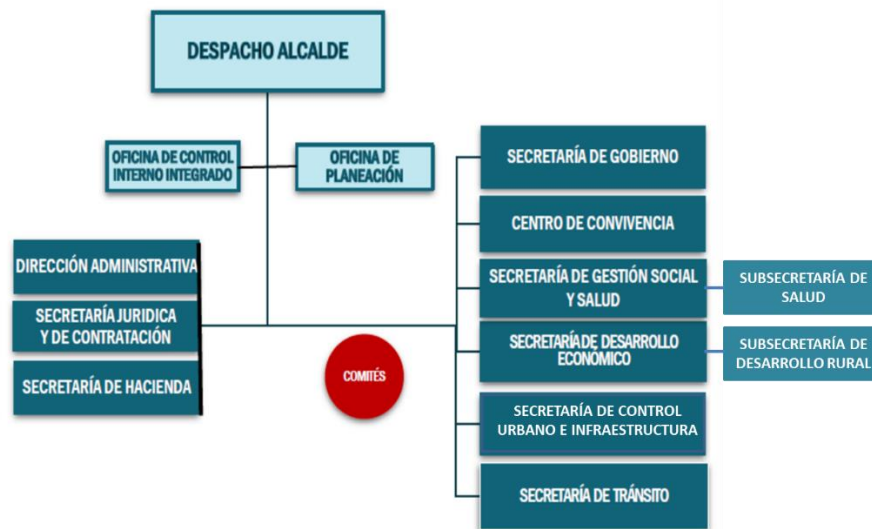 DESPACHO ALCALDE
OFICINA DE CONTROL
INTERNO INTEGRADO
OFICINA DE
PLANEACIÓN
DIRECCIÓN ADMINISTRATIVA
SECRETARÍA JURIDICA
Y DE CONTRATACIÓN
SECRETARÍA DE HACIENDA
COMITÉS
SECRETARÍA DE GOBIERNO
CENTRO DE CONVIVENCIA
SECRETARÍA DE GESTIÓN SOCIAL
Y SALUD
SUBSECRETARÍA DE
SALUD
SECRETARÍA DE DESARROLLO
ECONÓMICO
SUBSECRETARÍA DE
DESARROLLO RURAL
SECRETARÍA DE CONTROL
URBANO E INFRAESTRUCTURA
SECRETARÍA DE TRÁNSITO